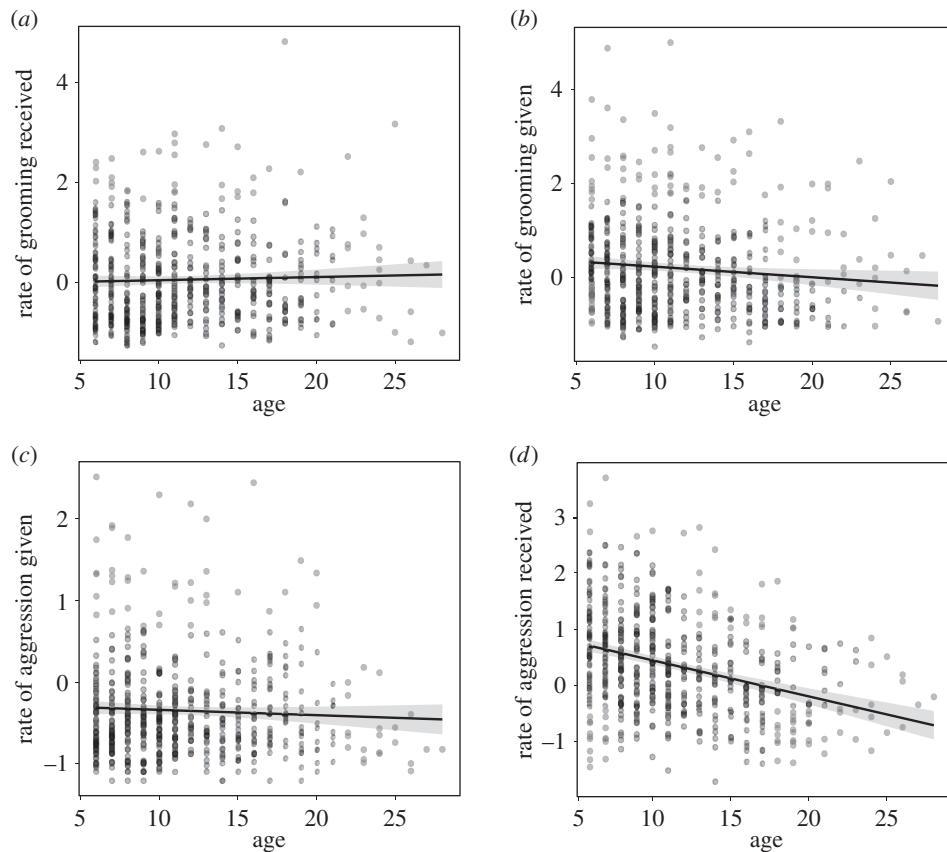 (a)
rate of grooming received
4
2
0
5 10 15 20 25
age
(b)
rate of grooming given
4
2
0
5 10 15 20 25
age
(c)
rate of aggression given
2
1
0
−1
5 10 15 20 25
age
(d)
rate of aggression received
3
2
1
0
−1
5 10 15 20 25
age